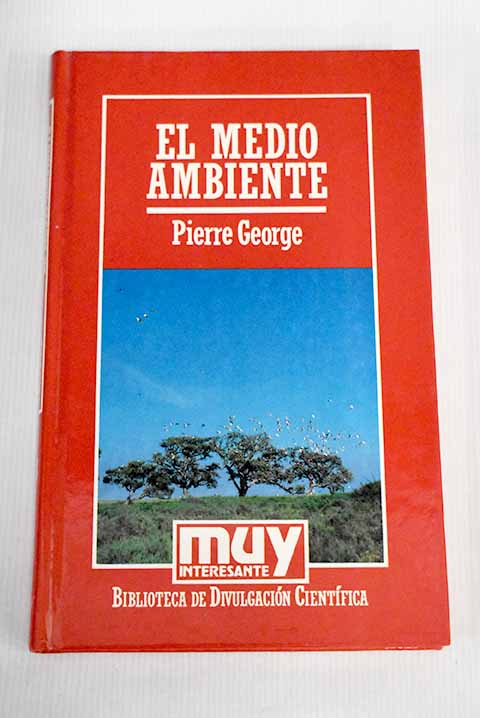 EL MEDIO
AMBIENTE
Pierre George
muy
INTERESANTE
BIBLIOTECA DE DIVULGACIÓN CIENTÍFICA